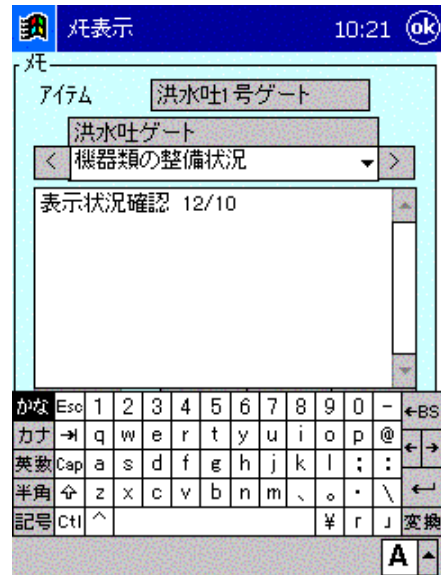 メモ表示 10:21 ok
メモ
アイテム 洪水吐1号ゲート
洪水吐ゲート
< 機器類の整備状況 >
表示状況確認 12/10
かな Esc 1 2 3 4 5 6 7 8 9 0 - ←BS
カナ →| q w e r t y u i o p @ ← →
英数 Cap a s d f g h j k l ; :
半角 ⇧ z x c v b n m 、 。 ・ \ ↵
記号 Ctl ^ ¥ 「 」 変換
A